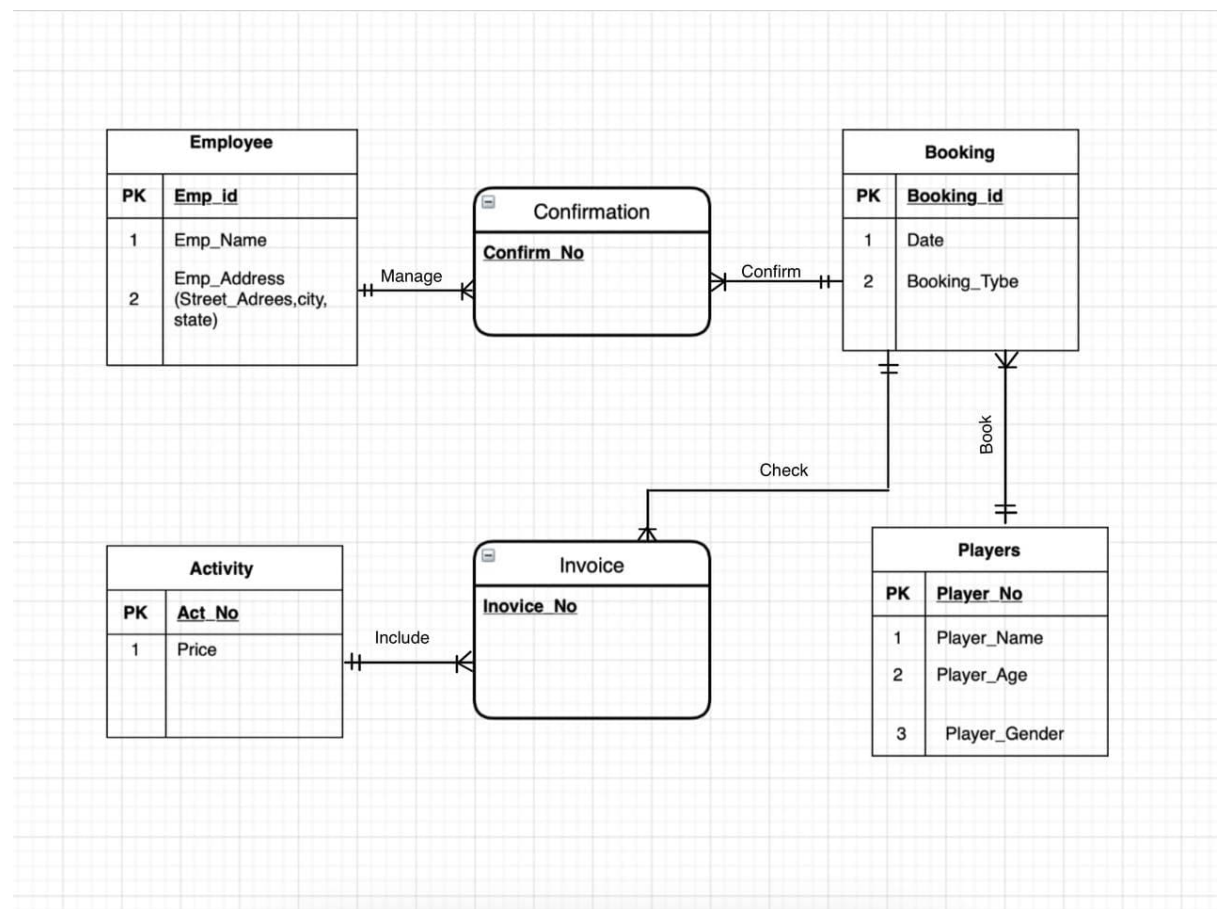 Employee
PK Emp_id
1 Emp_Name
2 Emp_Address
(Street_Adrees,city,
state)
Manage
Confirmation
Confirm_No
Confirm
Booking
PK Booking_id
1 Date
2 Booking_Tybe
Check
Book
Activity
PK Act_No
1 Price
Include
Invoice
Inovice_No
Players
PK Player_No
1 Player_Name
2 Player_Age
3 Player_Gender